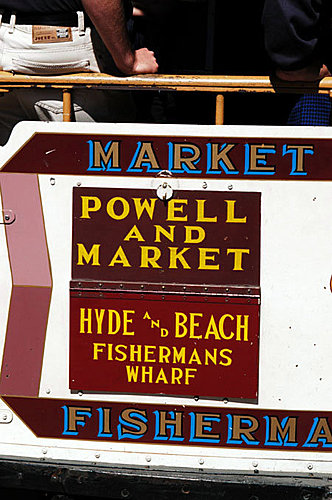 MARKET
POWELL
AND
MARKET
HYDE AND BEACH
FISHERMANS
WHARF
FISHERMA